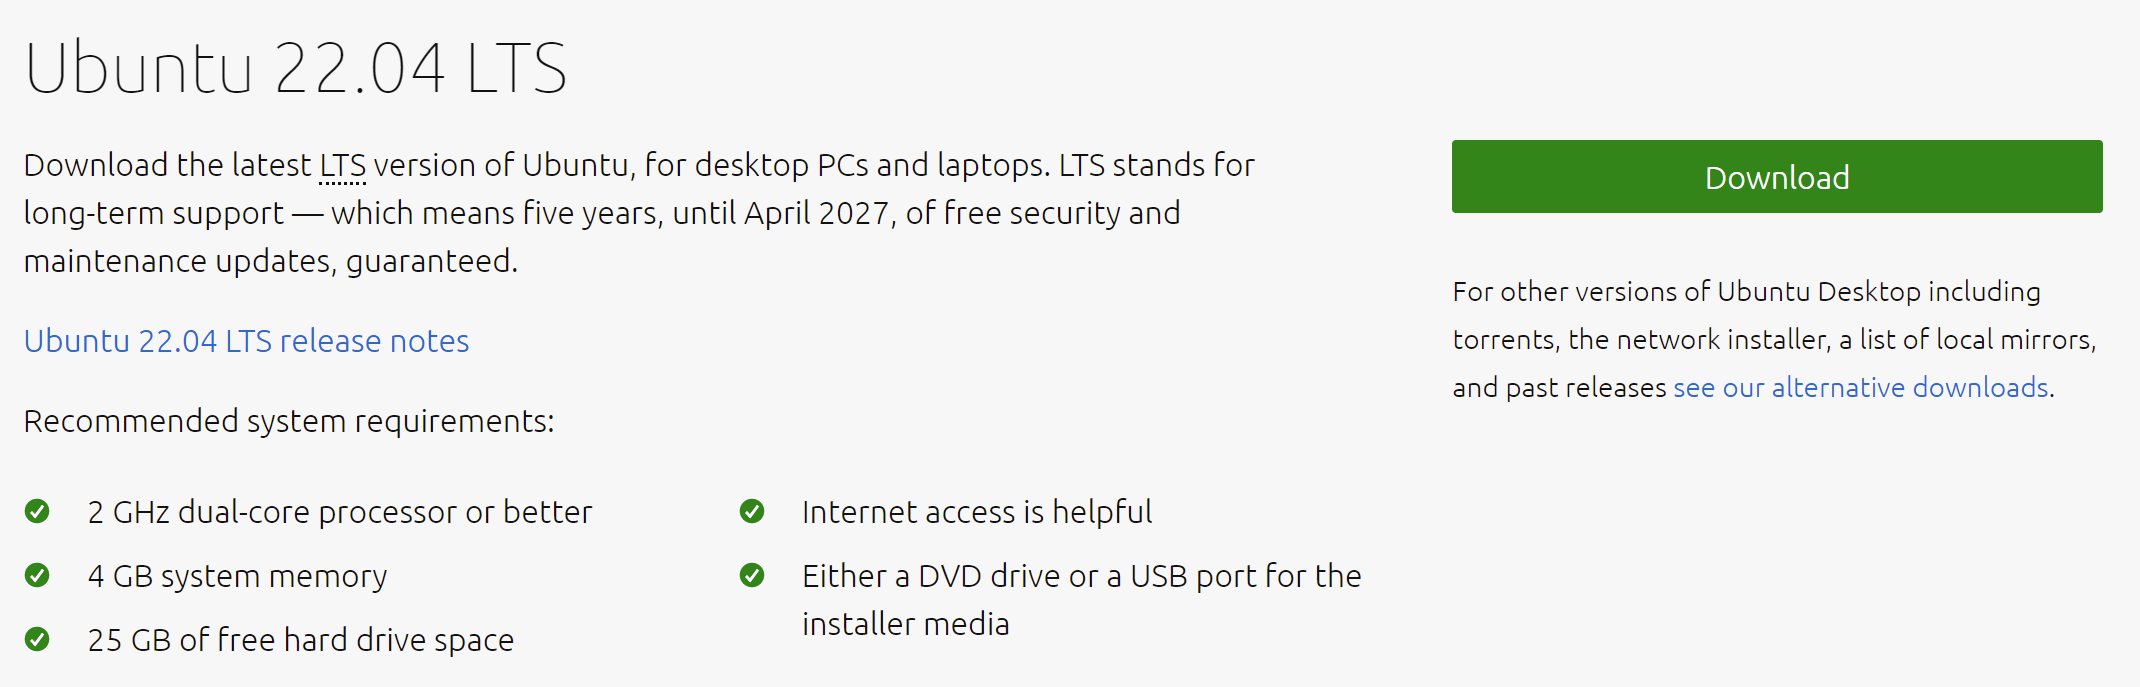 Ubuntu 22.04 LTS
Download the latest LTS version of Ubuntu, for desktop PCs and laptops. LTS stands for
long-term support — which means five years, until April 2027, of free security and
maintenance updates, guaranteed.
Ubuntu 22.04 LTS release notes
Recommended system requirements:
2 GHz dual-core processor or better
4 GB system memory
25 GB of free hard drive space
Internet access is helpful
Either a DVD drive or a USB port for the
installer media
Download
For other versions of Ubuntu Desktop including
torrents, the network installer, a list of local mirrors,
and past releases see our alternative downloads.